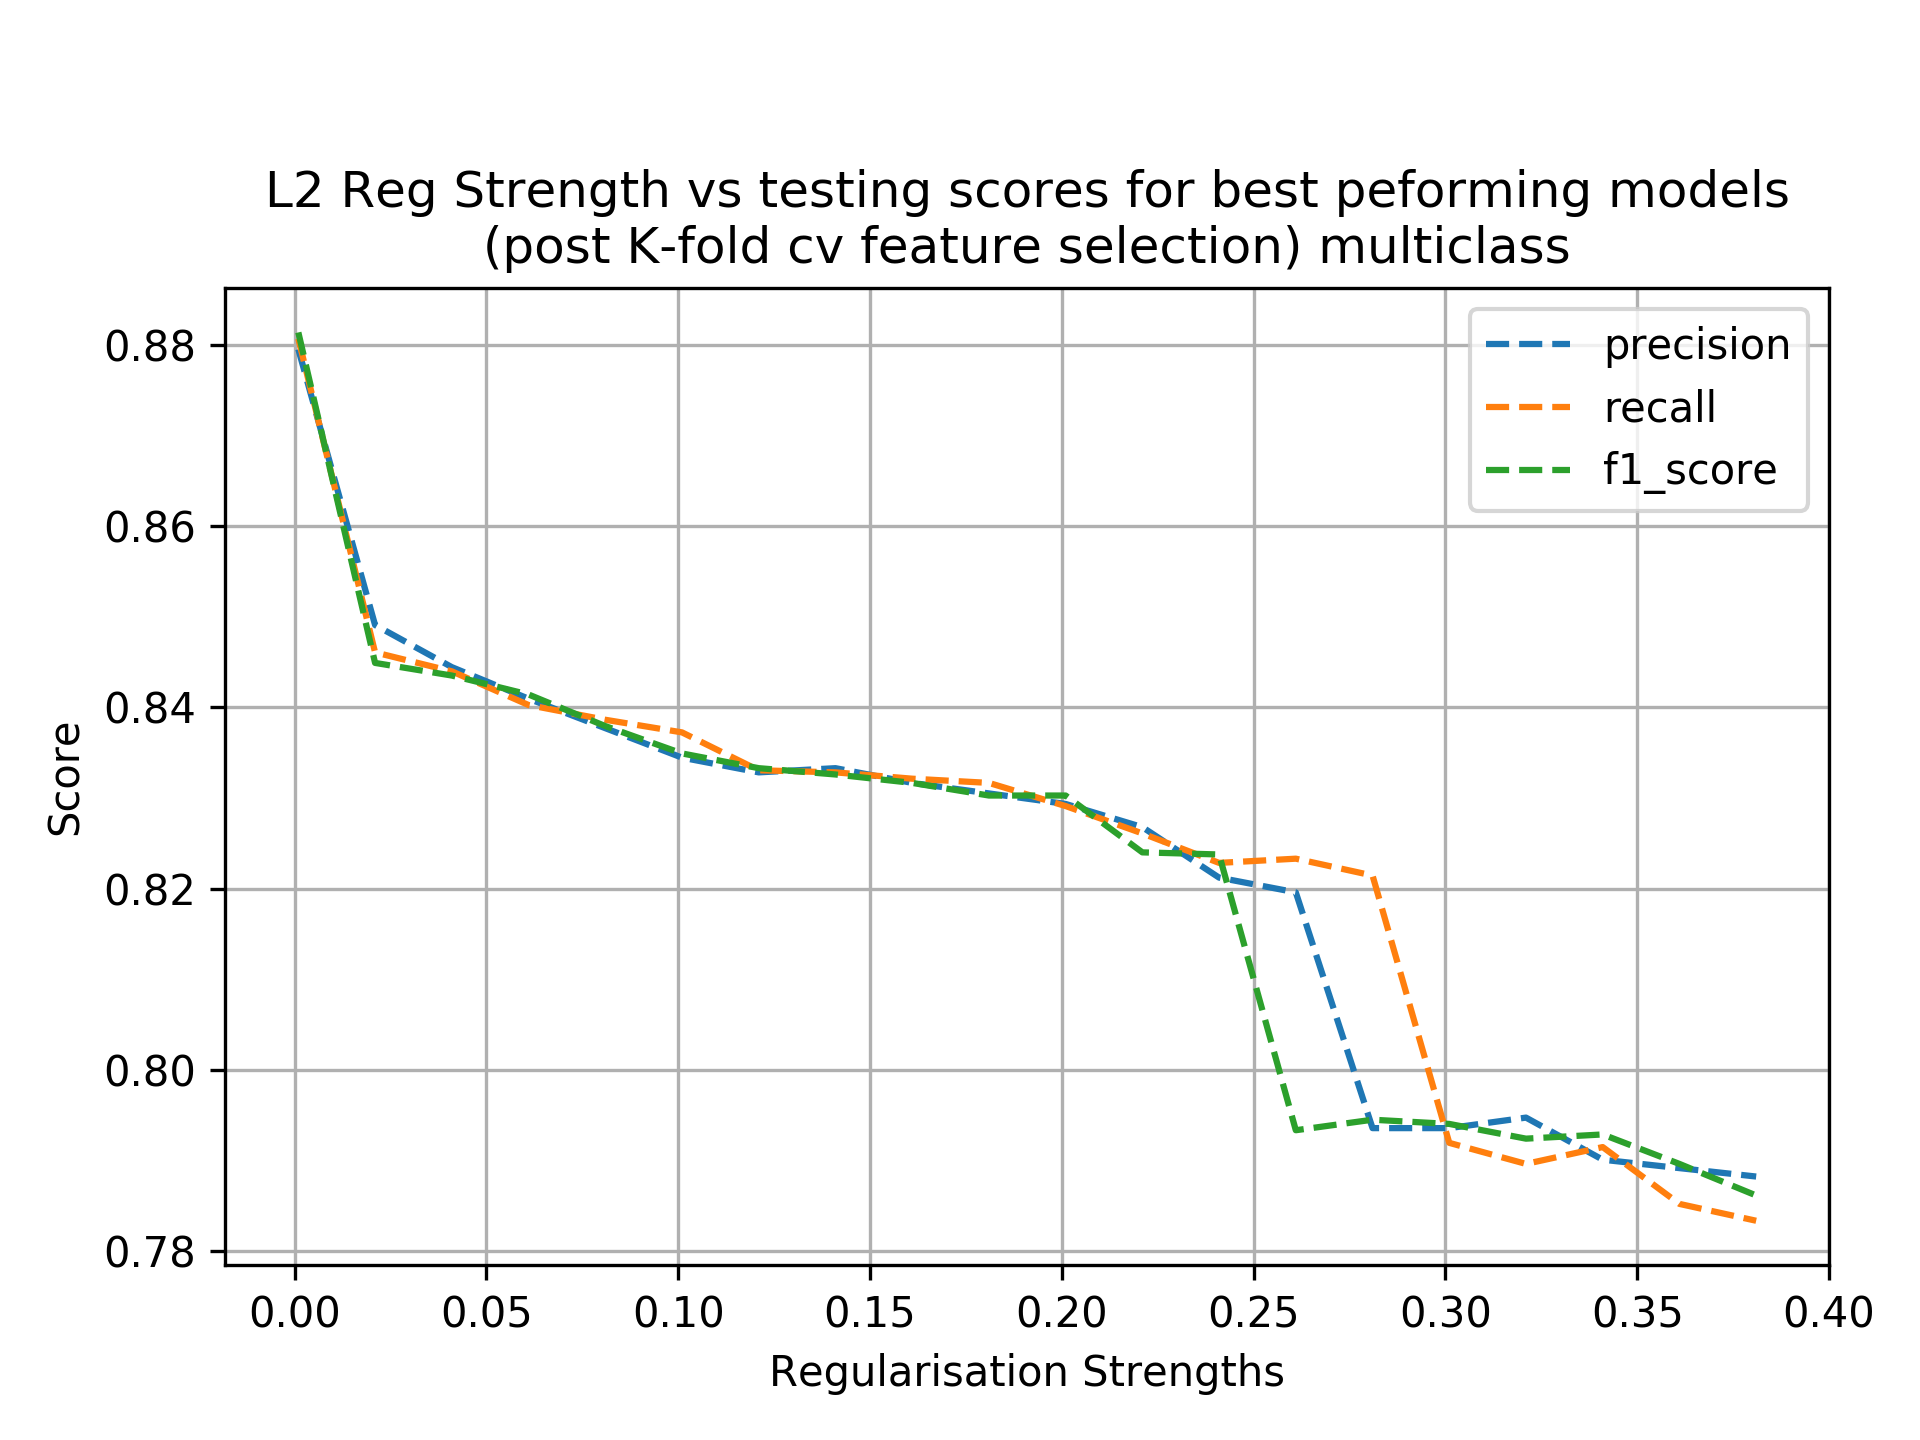 L2 Reg Strength vs testing scores for best peforming models
(post K-fold cv feature selection) multiclass
precision
recall
f1_score
0.88
0.86
0.84
0.82
0.80
0.78
Score
0.00 0.05 0.10 0.15 0.20 0.25 0.30 0.35 0.40
Regularisation Strengths